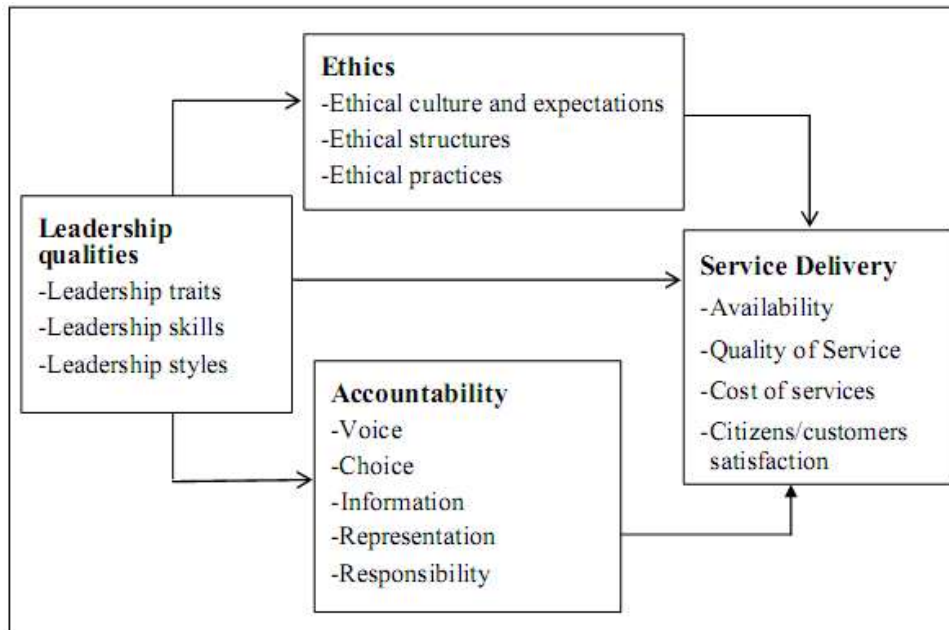 Ethics
-Ethical culture and expectations
-Ethical structures
-Ethical practices
Leadership
qualities
-Leadership traits
-Leadership skills
-Leadership styles
Service Delivery
-Availability
-Quality of Service
-Cost of services
-Citizens/customers
satisfaction
Accountability
-Voice
-Choice
-Information
-Representation
-Responsibility